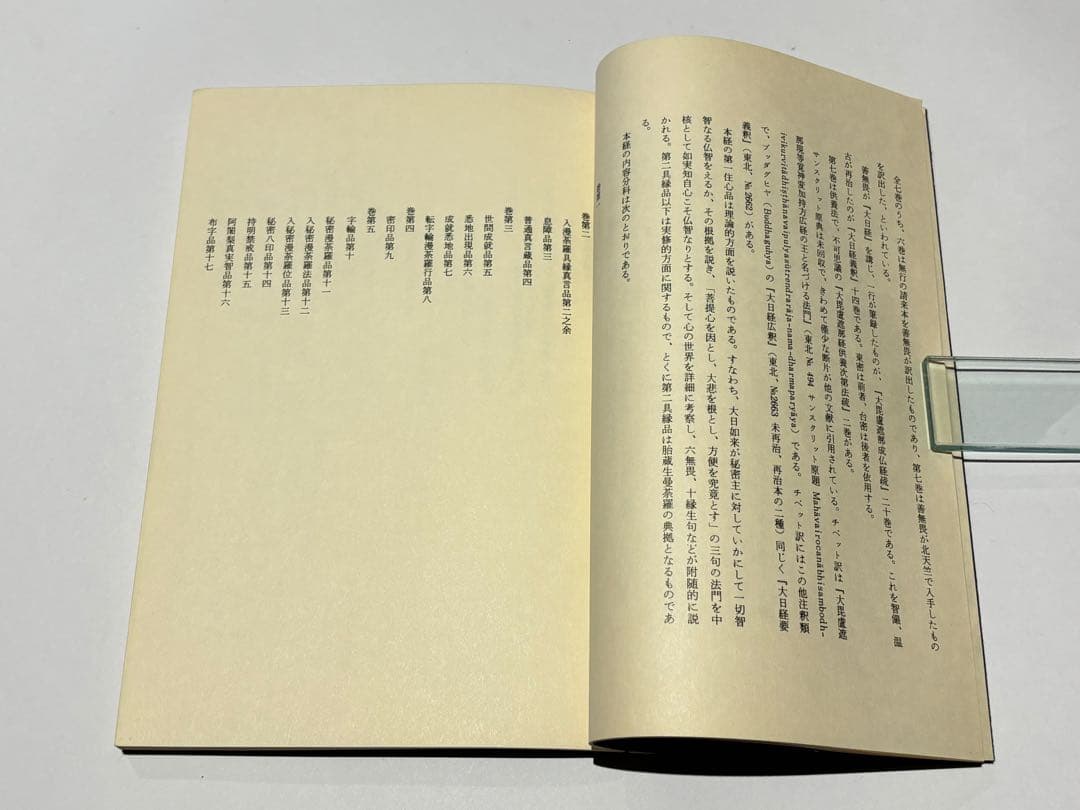 全七巻のうち、六巻は無行の請来本を善無畏が訳出したものであり、第七巻は善無畏が北天竺で入手したもの
を訳出した、といわれている。
善無畏が『大日経』を講じ、一行が筆録したものが、『大毘盧遮那成仏経疏』二十巻である。これを智儼、温
古が再治したのが『大日経義釈』十四巻である。東密は前者、台密は後者を依用する。
第七巻は供養法で、不可思議の『大毘盧遮那経供養次第法疏』二巻がある。
サンスクリット原典は未回収で、きわめて僅少な断片が他の文献に引用されている。チベット訳は『大毘盧遮
那現等覚神変加持方広経の王と名づける法門』(東北 № 494 サンスクリット原題 Mahāvairocanābhisambodh-
ivikurvitādhiṣṭhānavaipulyasūtrendrarāja-nama-dharmaparyāya)である。チベット訳にはこの他注釈類
で、ブッダグヒヤ(Buddhaguhya)の『大日経広釈』(東北、№2663 未再治、再治本の二種)同じく『大日経要
義釈』(東北、№2662)がある。
本経の第一住心品は理論的方面を説いたものである。すなわち、大日如来が秘密主に対していかにして一切智
智なる仏智をえるか、その根拠を説き、「菩提心を因とし、大悲を根とし、方便を究竟とす」の三句の法門を中
核として如実知自心こそ仏智なりとする。そして心の世界を詳細に考察し、六無畏、十縁生句などが附随的に説
かれる。第二具縁品以下は実修的方面に関するもので、とくに第二具縁品は胎蔵生曼荼羅の典拠となるものであ
る。
本経の内容分科は次のとおりである。
巻第二
入漫荼羅具縁真言品第二之余
息障品第三
普通真言蔵品第四
巻第三
世間成就品第五
悉地出現品第六
成就悉地品第七
転字輪漫荼羅行品第八
巻第四
密印品第九
巻第五
字輪品第十
秘密漫荼羅品第十一
入秘密漫荼羅法品第十二
入秘密漫荼羅位品第十三
秘密八印品第十四
持明禁戒品第十五
阿闍梨真実智品第十六
布字品第十七